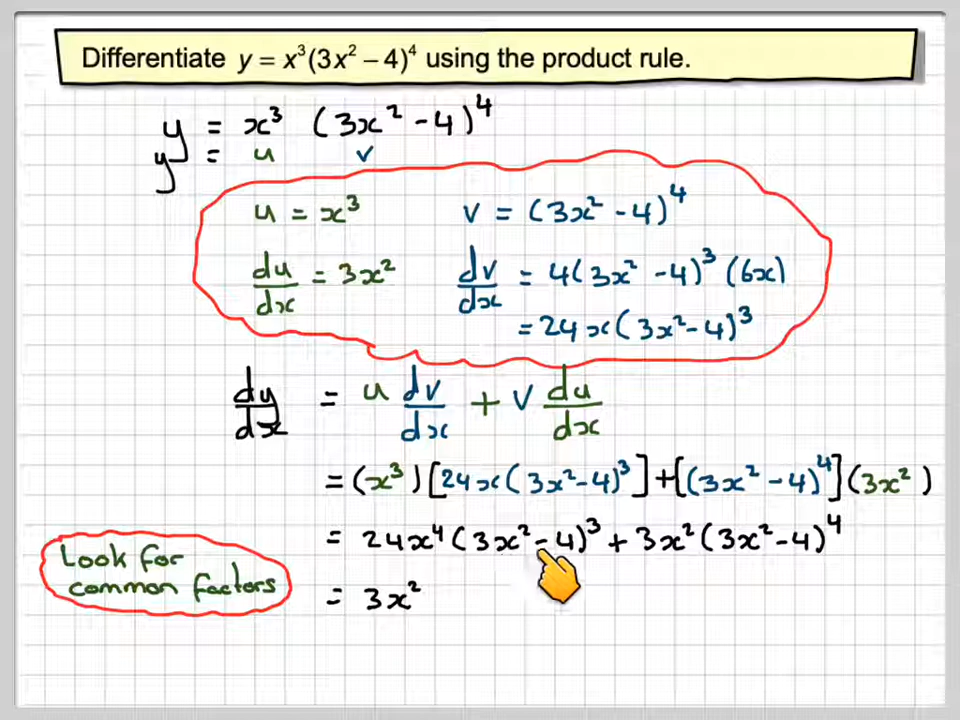 Differentiate y = x³(3x² – 4)⁴ using the product rule.
y = x³ (3x² - 4)⁴
y = u v
u = x³ v = (3x² - 4)⁴
du/dx = 3x² dv/dx = 4(3x² - 4)³ (6x)
= 24x(3x² - 4)³
dy/dx = u dv/dx + v du/dx
= (x³)[24x(3x² - 4)³] + [(3x² - 4)⁴](3x²)
= 24x⁴(3x² - 4)³ + 3x²(3x² - 4)⁴
Look for
common factors
= 3x²